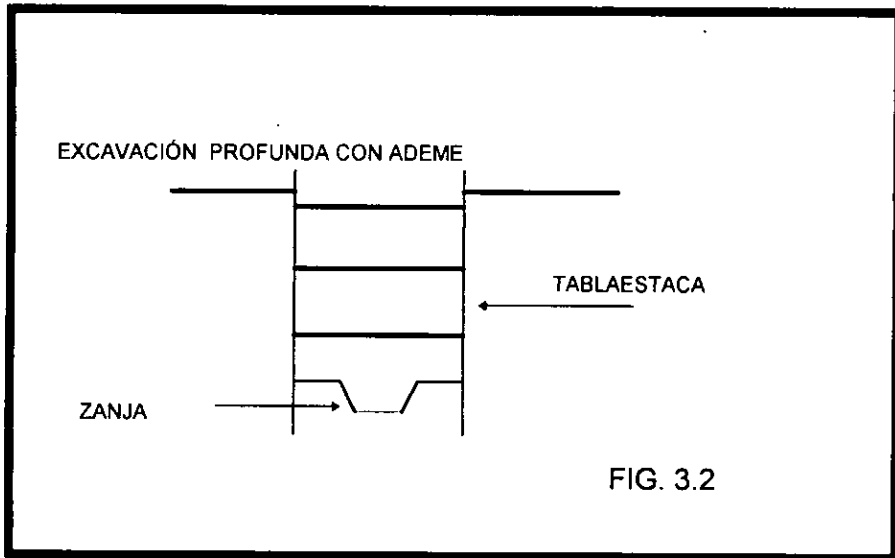 EXCAVACIÓN PROFUNDA CON ADEME
TABLAESTACA
ZANJA
FIG. 3.2